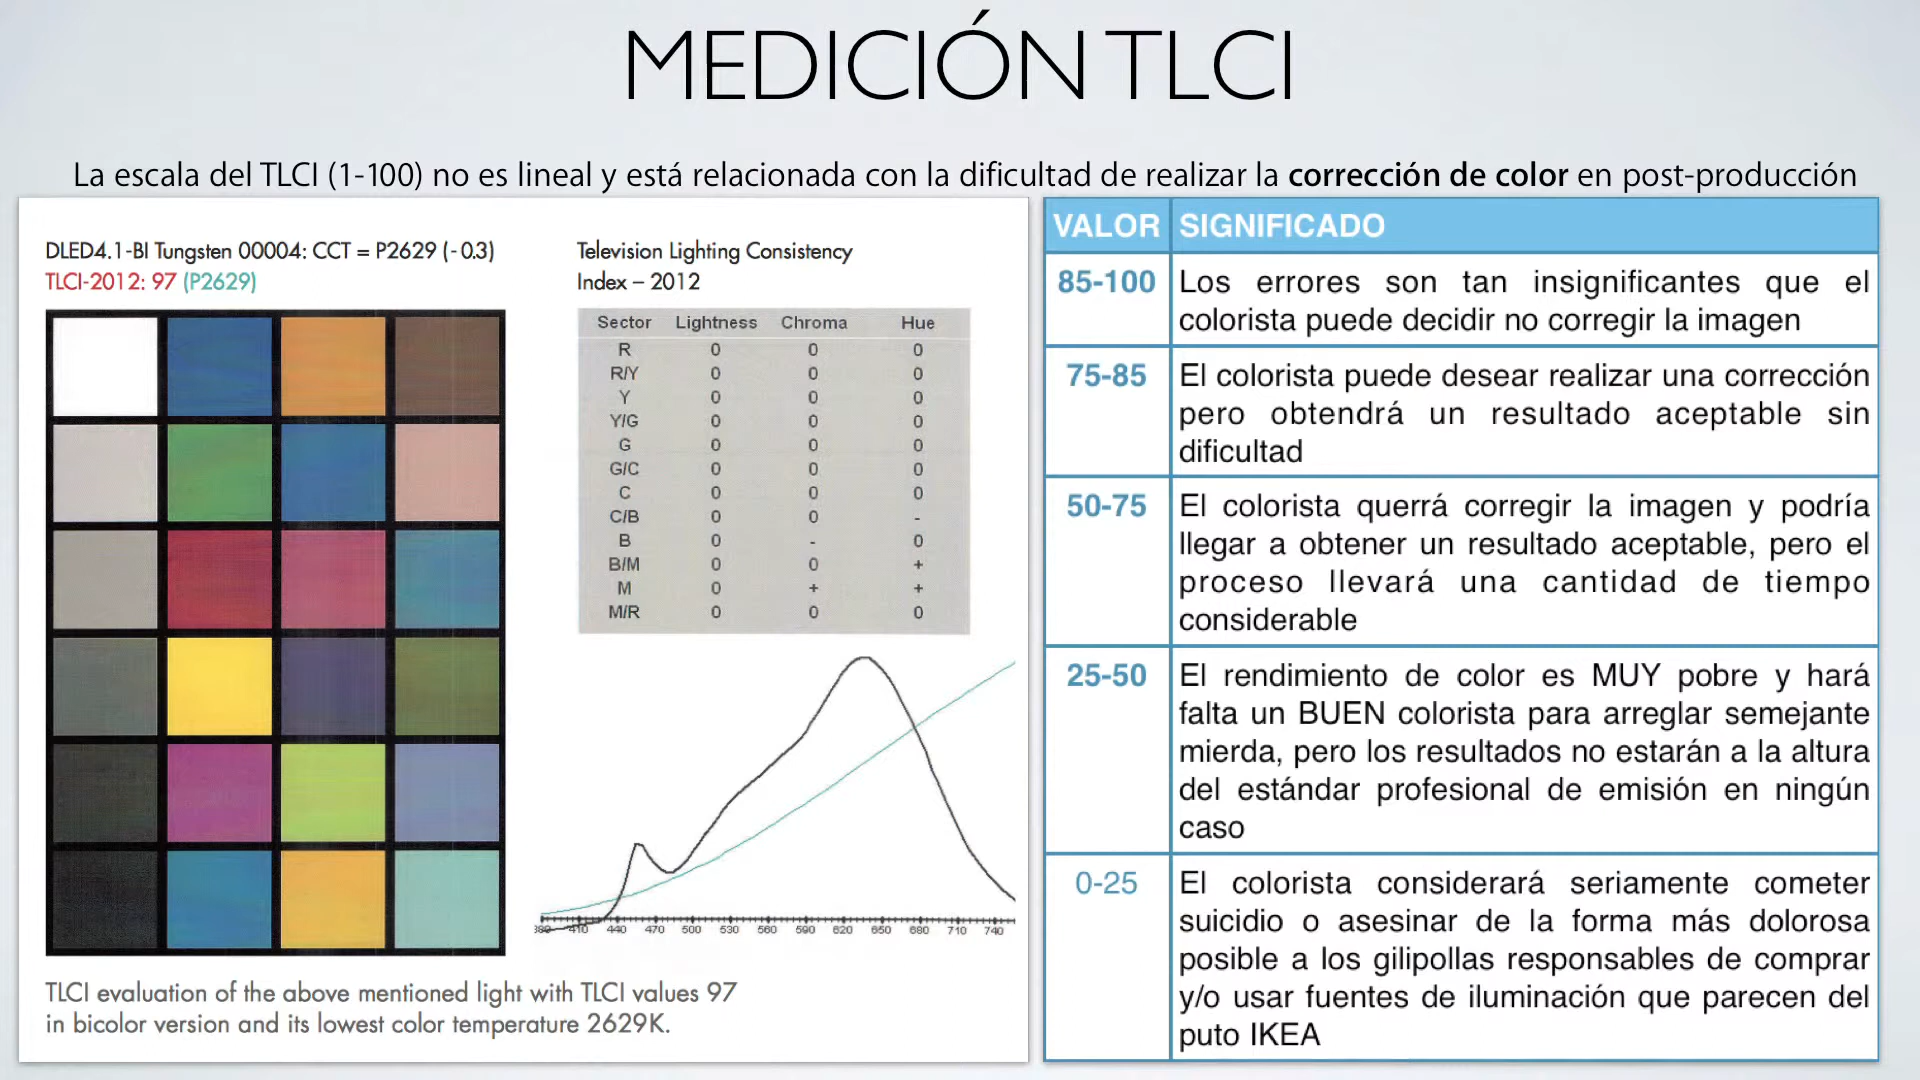 MEDICIÓN TLCI
La escala del TLCI (1-100) no es lineal y está relacionada con la dificultad de realizar la corrección de color en post-producción
DLED4.1-BI Tungsten 00004: CCT = P2629 (-0.3)
TLCI-2012: 97 (P2629)
Television Lighting Consistency
Index – 2012
Sector Lightness Chroma Hue
R 0 0 0
R/Y 0 0 0
Y 0 0 0
Y/G 0 0 0
G 0 0 0
G/C 0 0 0
C 0 0 0
C/B 0 0 -
B 0 - 0
B/M 0 0 +
M 0 + +
M/R 0 0 0
380 410 440 470 500 530 560 590 620 650 680 710 740
TLCI evaluation of the above mentioned light with TLCI values 97
in bicolor version and its lowest color temperature 2629K.
VALOR SIGNIFICADO
85-100 Los errores son tan insignificantes que el
colorista puede decidir no corregir la imagen
75-85 El colorista puede desear realizar una corrección
pero obtendrá un resultado aceptable sin
dificultad
50-75 El colorista querrá corregir la imagen y podría
llegar a obtener un resultado aceptable, pero el
proceso llevará una cantidad de tiempo
considerable
25-50 El rendimiento de color es MUY pobre y hará
falta un BUEN colorista para arreglar semejante
mierda, pero los resultados no estarán a la altura
del estándar profesional de emisión en ningún
caso
0-25 El colorista considerará seriamente cometer
suicidio o asesinar de la forma más dolorosa
posible a los gilipollas responsables de comprar
y/o usar fuentes de iluminación que parecen del
puto IKEA